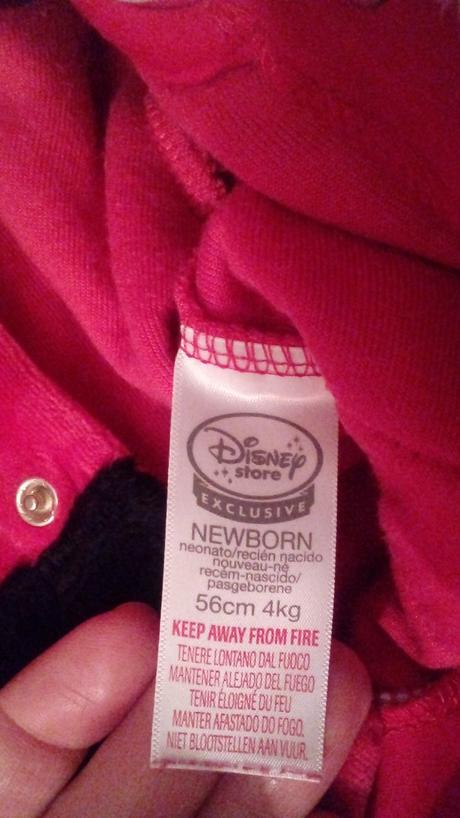 Disney
store
EXCLUSIVE
NEWBORN
neonato/recién nacido
nouveau-né
recém-nascido/
pasgeborene
56cm 4kg
KEEP AWAY FROM FIRE
TENERE LONTANO DAL FUOCO
MANTENER ALEJADO DEL FUEGO
TENIR ÉLOIGNÉ DU FEU
MANTER AFASTADO DO FOGO.
NIET BLOOTSTELLEN AAN VUUR.